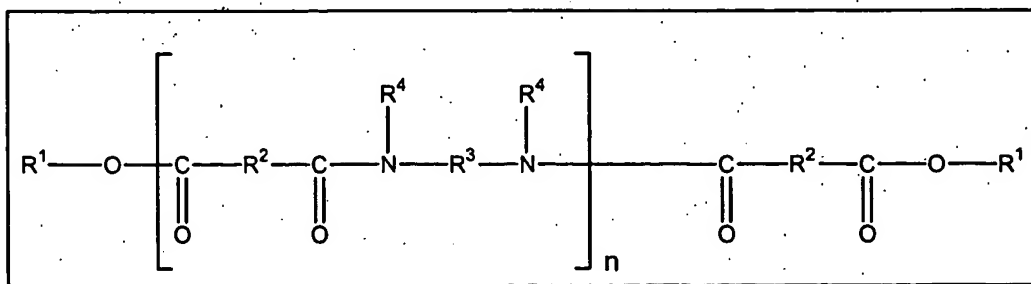 R⁴ R⁴
R¹ O C R² C N R³ N C R² C O R¹
O O O O
n